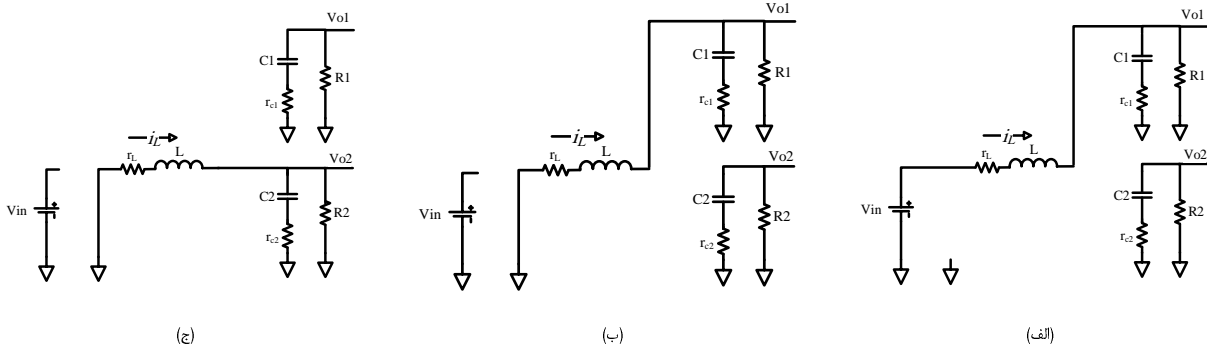 Vo1
C1
R1
rc1
iL
rL
L
Vo2
Vin
C2
R2
rc2
(ج)
Vo1
C1
R1
rc1
iL
rL
L
Vo2
Vin
C2
R2
rc2
(ب)
Vo1
C1
R1
rc1
iL
rL
L
Vo2
Vin
C2
R2
rc2
(الف)